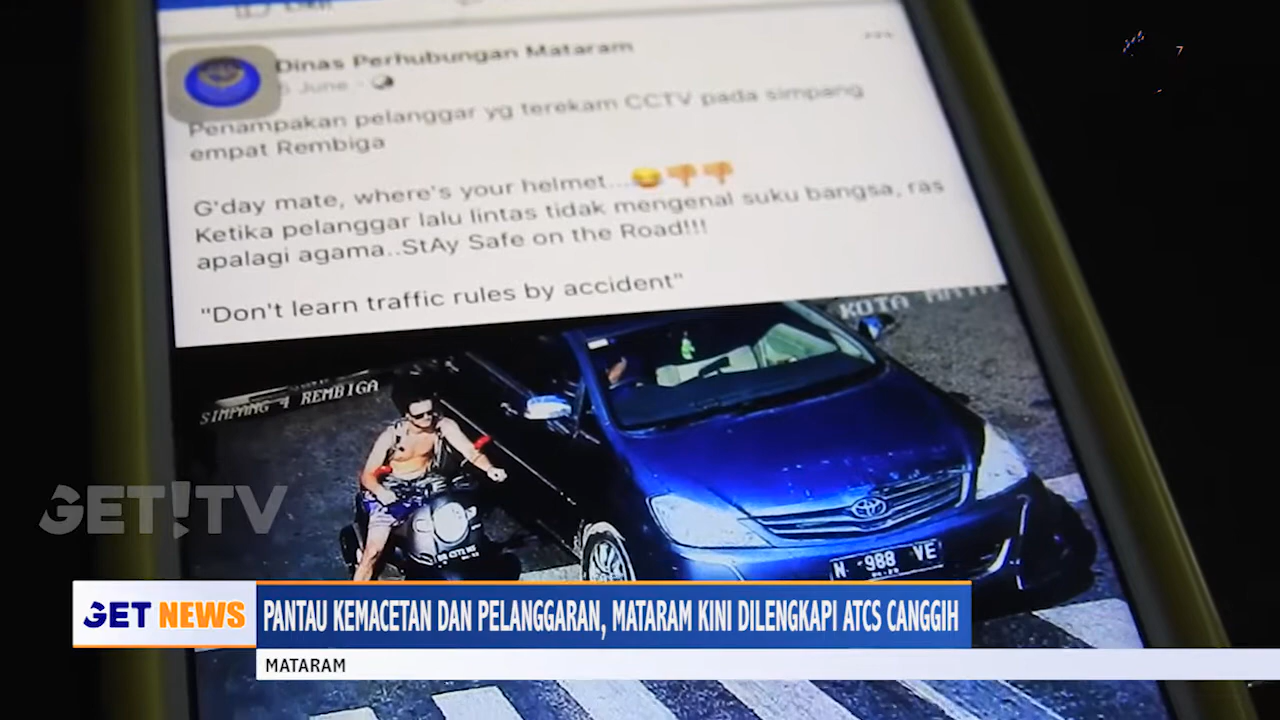 Dinas Perhubungan Mataram
5 June
Penampakan pelanggar yg terekam CCTV pada simpang
empat Rembiga
G'day mate, where's your helmet....😂👎👎
Ketika pelanggar lalu lintas tidak mengenal suku bangsa, ras
apalagi agama..StAy Safe on the Road!!!
"Don't learn traffic rules by accident"
KOTA
SIMPANG 4 REMBIGA
N 988 VE
GET!TV
GET NEWS
PANTAU KEMACETAN DAN PELANGGARAN, MATARAM KINI DILENGKAPI ATCS CANGGIH
MATARAM